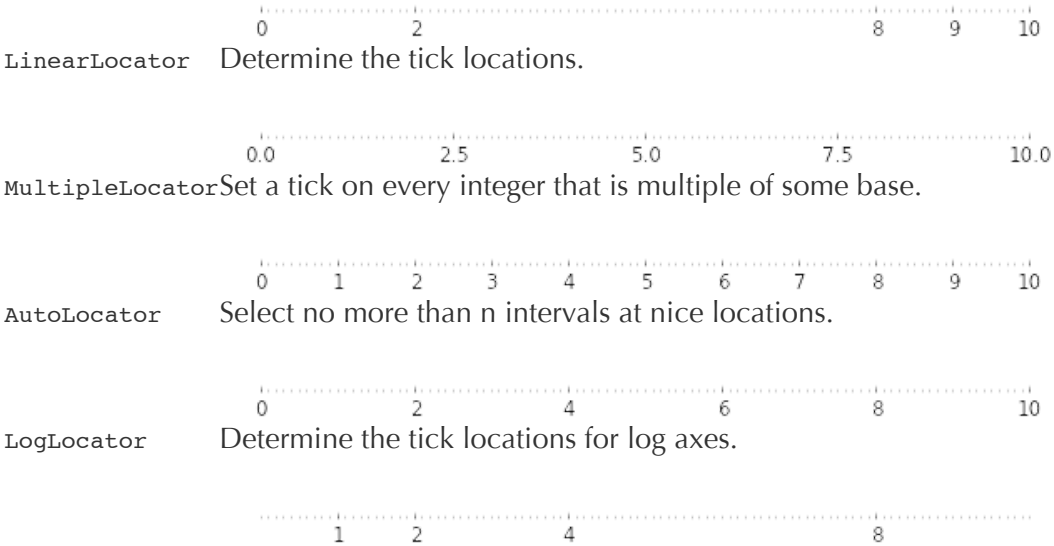 0 2 8 9 10
LinearLocator Determine the tick locations.
0.0 2.5 5.0 7.5 10.0
MultipleLocatorSet a tick on every integer that is multiple of some base.
0 1 2 3 4 5 6 7 8 9 10
AutoLocator Select no more than n intervals at nice locations.
0 2 4 6 8 10
LogLocator Determine the tick locations for log axes.
1 2 4 8